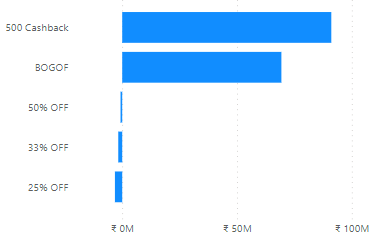 500 Cashback
BOGOF
50% OFF
33% OFF
25% OFF
₹ 0M ₹ 50M ₹ 100M